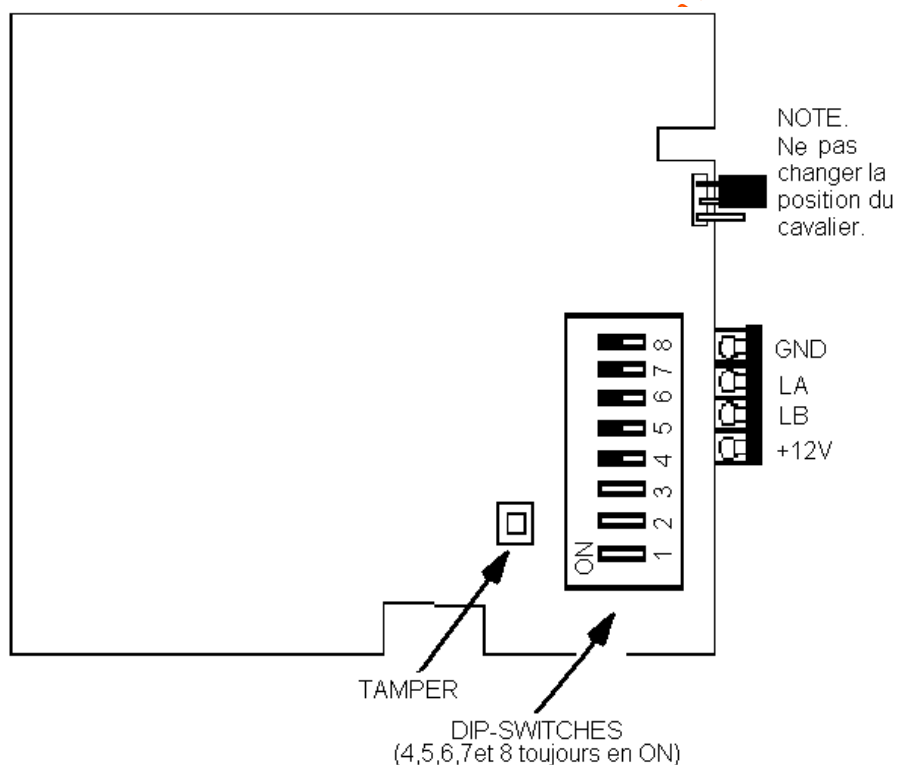 NOTE.
Ne pas
changer la
position du
cavalier.
GND
LA
LB
+12V
8
7
6
5
4
3
2
1
ON
TAMPER
DIP-SWITCHES
(4,5,6,7et 8 toujours en ON)